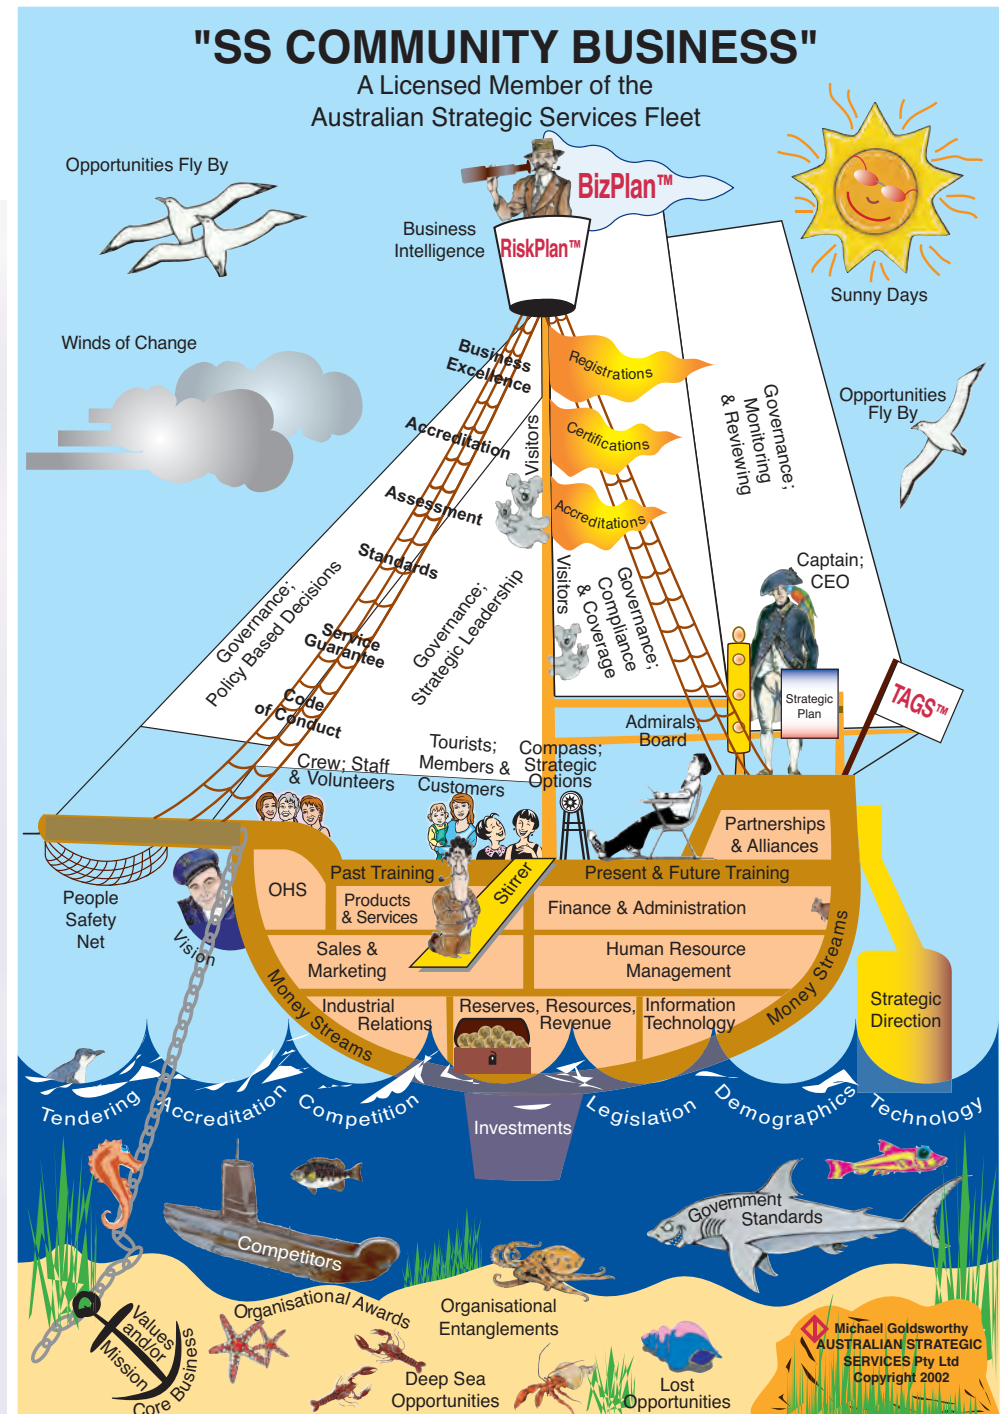 "SS COMMUNITY BUSINESS"
A Licensed Member of the
Australian Strategic Services Fleet
Opportunities Fly By
BizPlan™
Business
Intelligence
RiskPlan™
Sunny Days
Winds of Change
Business
Excellence
Registrations
Opportunities
Fly By
Governance;
Monitoring
& Reviewing
Accreditation
Visitors
Certifications
Assessment
Accreditations
Standards
Visitors
Governance;
Compliance
& Coverage
Captain;
CEO
Governance;
Policy Based Decisions
Governance;
Strategic Leadership
Service
Guarantee
Code
of Conduct
Strategic
Plan
TAGS™
Admirals;
Board
Crew; Staff
& Volunteers
Tourists;
Members &
Customers
Compass;
Strategic
Options
Partnerships
& Alliances
People
Safety
Net
Vision
OHS
Past Training
Stirrer
Present & Future Training
Products
& Services
Finance & Administration
Sales &
Marketing
Human Resource
Management
Money Streams
Money Streams
Industrial
Relations
Reserves, Resources,
Revenue
Information
Technology
Strategic
Direction
Tendering
Accreditation
Competition
Investments
Legislation
Demographics
Technology
Government
Standards
Competitors
Organisational Awards
Organisational
Entanglements
Values
and/or
Mission
Core Business
Deep Sea
Opportunities
Lost
Opportunities
Michael Goldsworthy
AUSTRALIAN STRATEGIC
SERVICES Pty Ltd
Copyright 2002